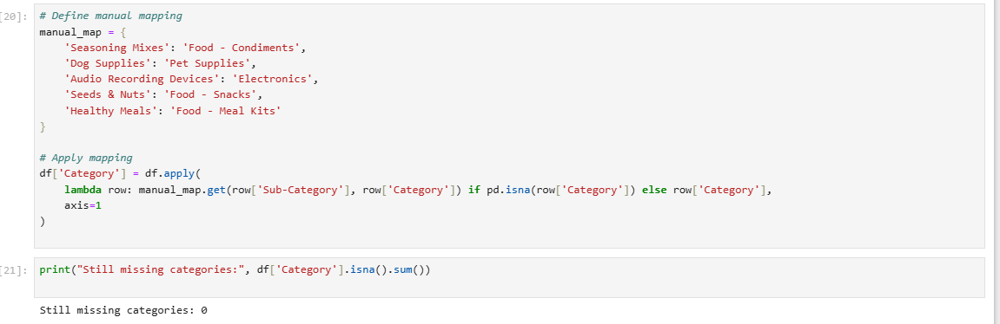 [20]:
# Define manual mapping
manual_map = {
    'Seasoning Mixes': 'Food - Condiments',
    'Dog Supplies': 'Pet Supplies',
    'Audio Recording Devices': 'Electronics',
    'Seeds & Nuts': 'Food - Snacks',
    'Healthy Meals': 'Food - Meal Kits'
}
# Apply mapping
df['Category'] = df.apply(
    lambda row: manual_map.get(row['Sub-Category'], row['Category']) if pd.isna(row['Category']) else row['Category'],
    axis=1
)
[21]:
print("Still missing categories:", df['Category'].isna().sum())
Still missing categories: 0